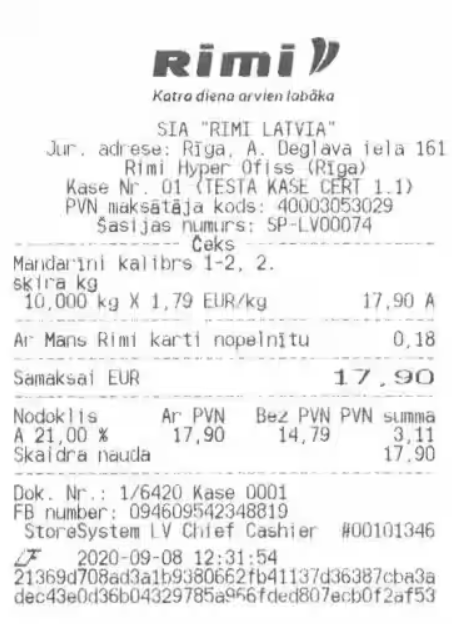 Rimi
Katra diena arvien labāka
SIA "RIMI LATVIA"
Jur. adrese: Rīga, A. Deglava iela 161
Rimi Hyper Ofiss (Rīga)
Kase Nr. 01 (TESTA KASE CERT 1.1)
PVN maksātāja kods: 40003053029
Šasijas numurs: SP-LV00074
Čeks
Mandarīni kalibrs 1-2, 2.
šķira kg
10,000 kg X 1,79 EUR/kg 17,90 A
Ar Mans Rimi karti nopelnītu 0,18
Samaksai EUR 17,90
Nodoklis Ar PVN Bez PVN PVN summa
A 21,00 % 17,90 14,79 3,11
Skaidra nauda 17,90
Dok. Nr.: 1/6420 Kase 0001
FB number: 094609542348819
StoreSystem LV Chief Cashier #00101346
2020-09-08 12:31:54
21369d708ad3a1b9380662fb41137d36387cba3a
dec43e0d36b04329785a966fded807ecb0f2af53